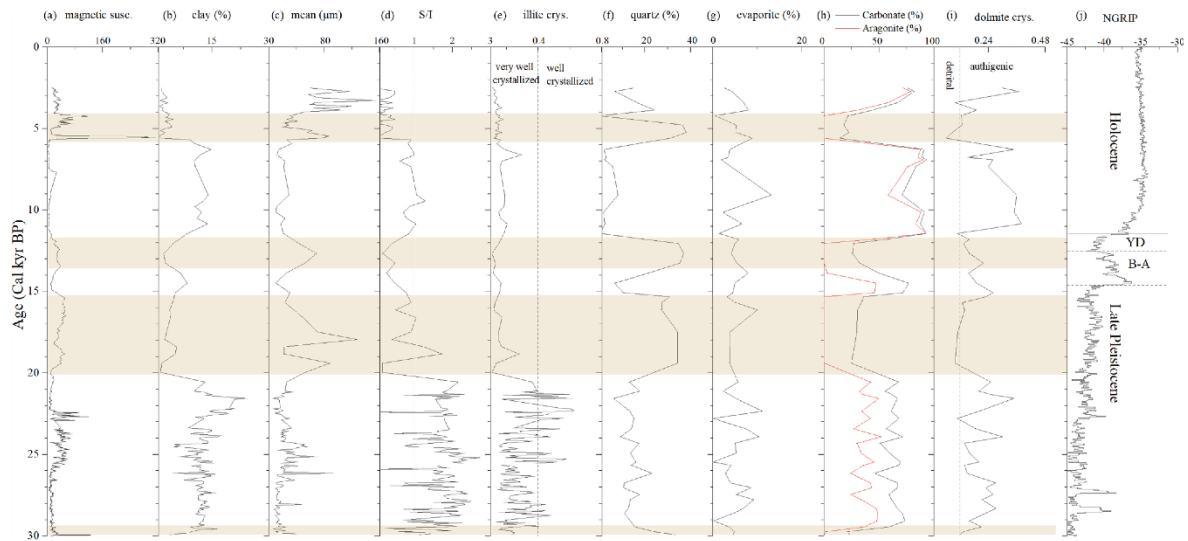 (a) magnetic susc. (b) clay (%) (c) mean (μm) (d) S/I (e) illite crys. (f) quartz (%) (g) evaporite (%) (h) Carbonate (%) (i) dolmite crys. (j) NGRIP
Aragonite (%)
0 160 320 15 30 80 160 1 2 3 0.4 0.8 20 40 0 20 0 50 100 0.24 0.48 -45 -40 -35 -30
very well crystallized
well crystallized
detrital
authigenic
0
5
10
15
20
25
30
Age (Cal kyr BP)
Holocene
YD
B-A
Late Pleistocene